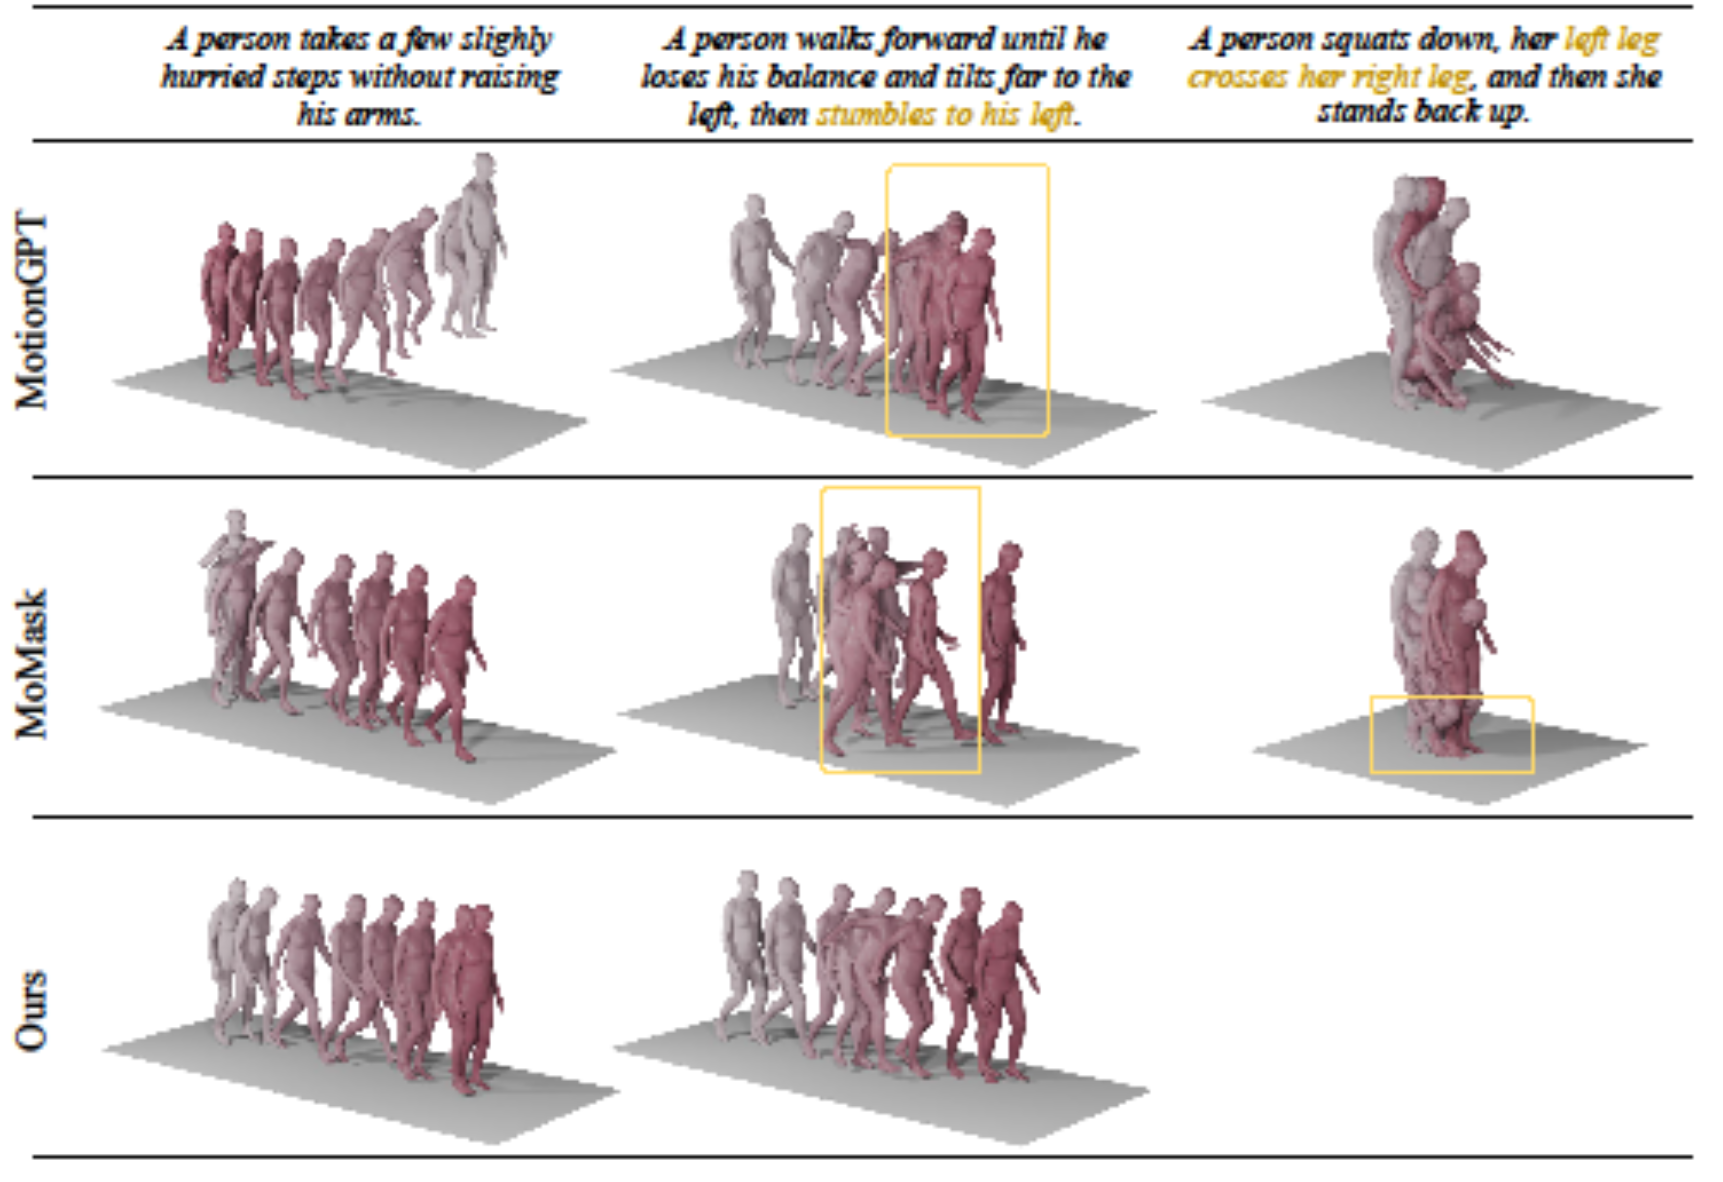 A person takes a few slighly
hurried steps without raising
his arms.
A person walks forward until he
loses his balance and tilts far to the
left, then stumbles to his left.
A person squats down, her left leg
crosses her right leg, and then she
stands back up.
MotionGPT
MoMask
Ours